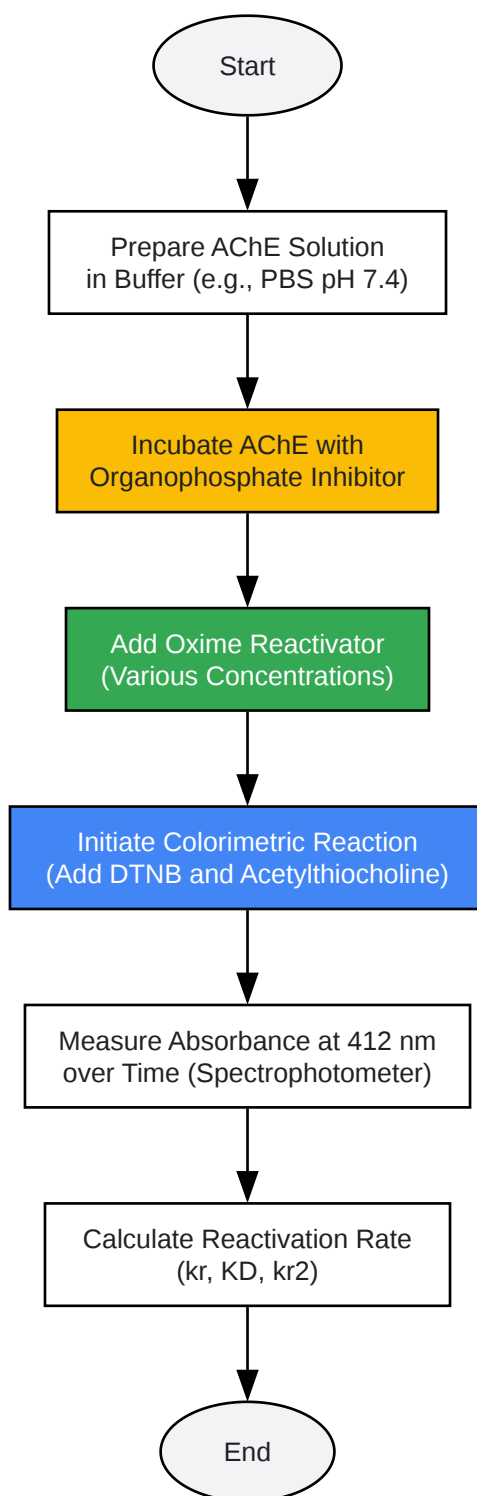 Start
Prepare AChE Solution
in Buffer (e.g., PBS pH 7.4)
Incubate AChE with
Organophosphate Inhibitor
Add Oxime Reactivator
(Various Concentrations)
Initiate Colorimetric Reaction
(Add DTNB and Acetylthiocholine)
Measure Absorbance at 412 nm
over Time (Spectrophotometer)
Calculate Reactivation Rate
(kr, KD, kr2)
End